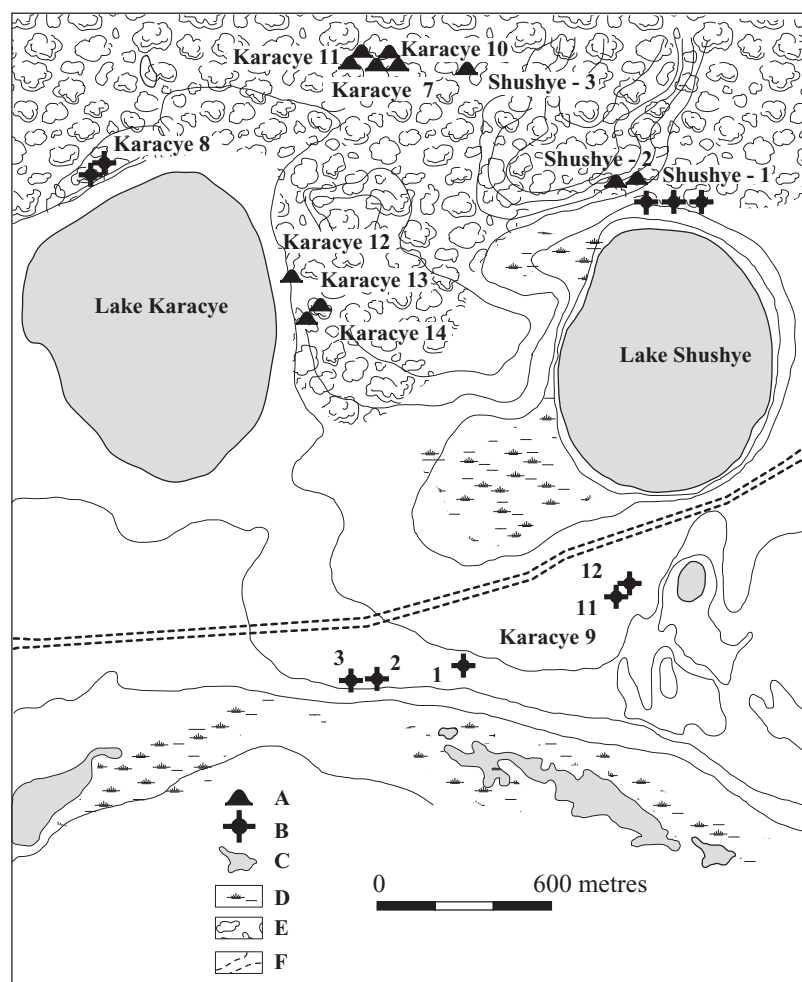 Karacye 11
Karacye 10
Karacye 7
Shushye - 3
Karacye 8
Shushye - 2
Shushye - 1
Karacye 12
Karacye 13
Karacye 14
Lake Karacye
Lake Shushye
12
11
Karacye 9
3
2
1
A
B
C
D
E
F
0 600 metres